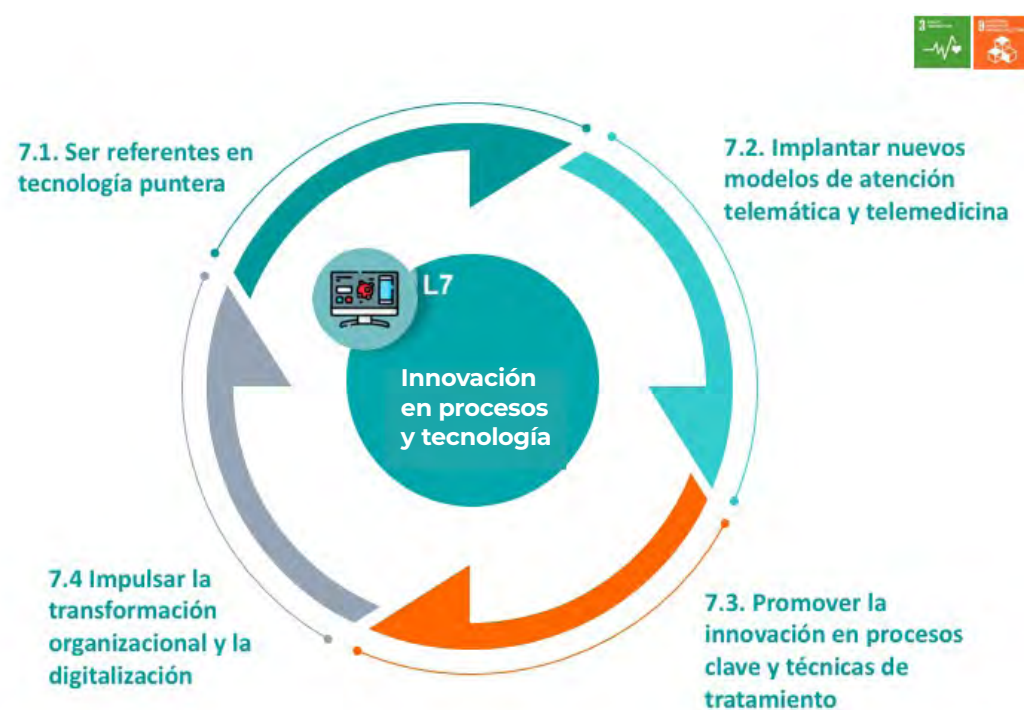 3
9
7.1. Ser referentes en
tecnología puntera
7.2. Implantar nuevos
modelos de atención
telemática y telemedicina
L7
Innovación
en procesos
y tecnología
7.4 Impulsar la
transformación
organizacional y la
digitalización
7.3. Promover la
innovación en procesos
clave y técnicas de
tratamiento